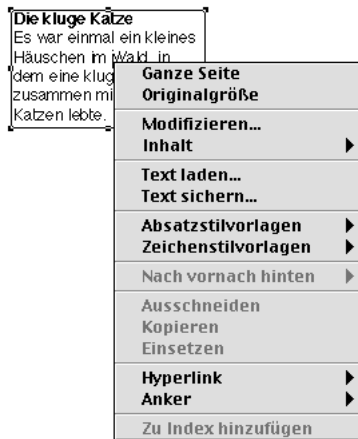 Die kluge Katze
Es war einmal ein kleines
Häuschen im Wald, in
dem eine klug
zusammen mi
Katzen lebte.
Ganze Seite
Originalgröße
Modifizieren...
Inhalt
Text laden...
Text sichern...
Absatzstilvorlagen
Zeichenstilvorlagen
Nach vornach hinten
Ausschneiden
Kopieren
Einsetzen
Hyperlink
Anker
Zu Index hinzufügen